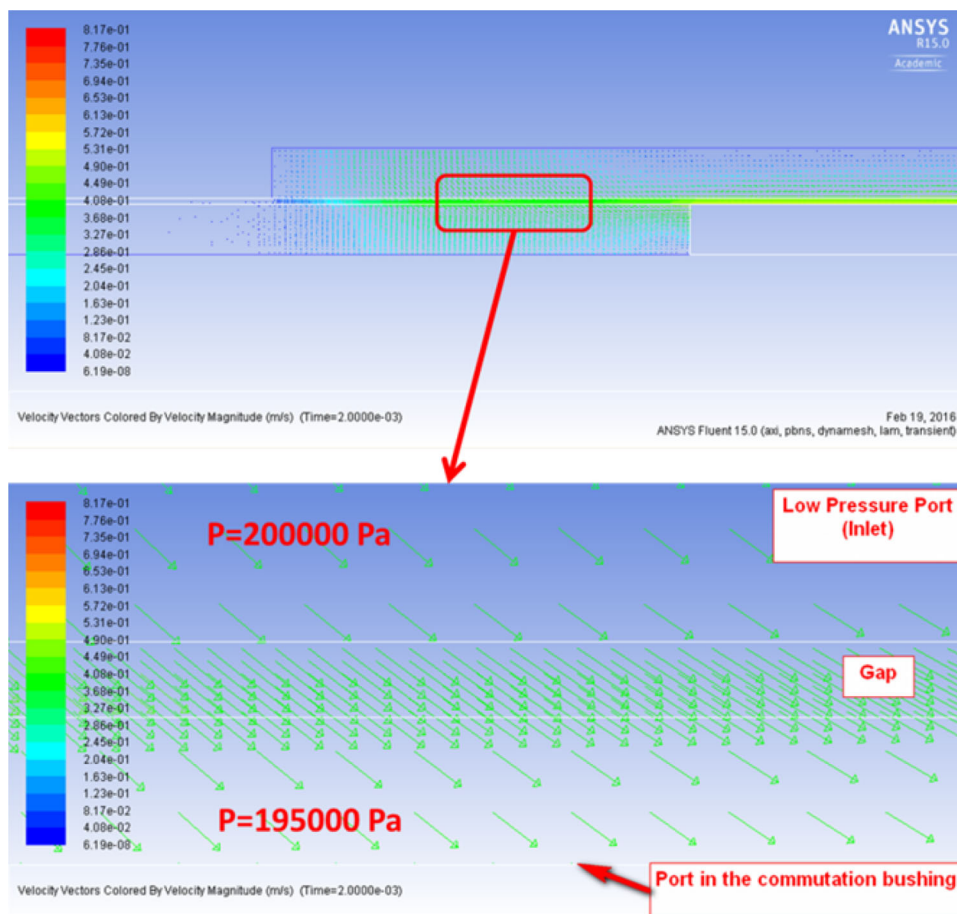 8.17e-01
7.76e-01
7.35e-01
6.94e-01
6.53e-01
6.13e-01
5.72e-01
5.31e-01
4.90e-01
4.49e-01
4.08e-01
3.68e-01
3.27e-01
2.86e-01
2.45e-01
2.04e-01
1.63e-01
1.23e-01
8.17e-02
4.08e-02
6.19e-08
ANSYS
R15.0
Academic
Velocity Vectors Colored By Velocity Magnitude (m/s) (Time=2.0000e-03)
Feb 19, 2016
ANSYS Fluent 15.0 (axi, pbns, dynamesh, lam, transient)
8.17e-01
7.76e-01
7.35e-01
6.94e-01
6.53e-01
6.13e-01
5.72e-01
5.31e-01
4.90e-01
4.49e-01
4.08e-01
3.68e-01
3.27e-01
2.86e-01
2.45e-01
2.04e-01
1.63e-01
1.23e-01
8.17e-02
4.08e-02
6.19e-08
P=200000 Pa
Low Pressure Port
(Inlet)
Gap
P=195000 Pa
Port in the commutation bushing
Velocity Vectors Colored By Velocity Magnitude (m/s) (Time=2.0000e-03)